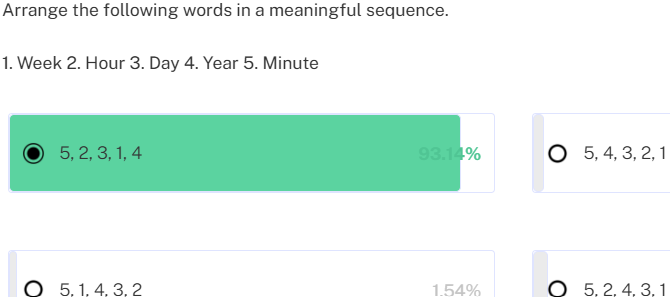 Arrange the following words in a meaningful sequence.
1. Week 2. Hour 3. Day 4. Year 5. Minute
5, 2, 3, 1, 4 93.14%
5, 4, 3, 2, 1
5, 1, 4, 3, 2 1.54%
5, 2, 4, 3, 1